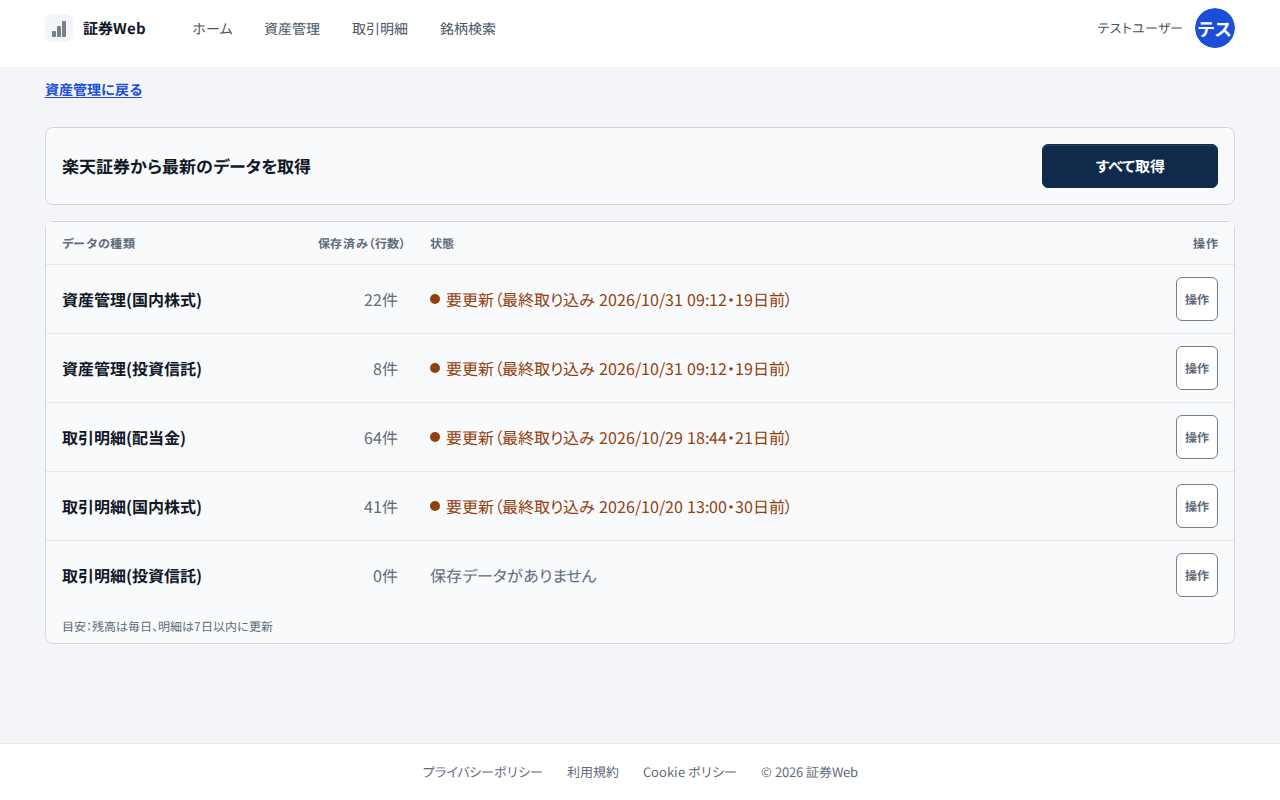 証券Web ホーム 資産管理 取引明細 銘柄検索 テストユーザー テス
資産管理に戻る
楽天証券から最新のデータを取得 すべて取得
データの種類 保存済み（行数） 状態 操作
資産管理(国内株式) 22件 要更新（最終取り込み 2026/10/31 09:12・19日前） 操作
資産管理(投資信託) 8件 要更新（最終取り込み 2026/10/31 09:12・19日前） 操作
取引明細(配当金) 64件 要更新（最終取り込み 2026/10/29 18:44・21日前） 操作
取引明細(国内株式) 41件 要更新（最終取り込み 2026/10/20 13:00・30日前） 操作
取引明細(投資信託) 0件 保存データがありません 操作
目安：残高は毎日、明細は7日以内に更新
プライバシーポリシー 利用規約 Cookie ポリシー © 2026 証券Web